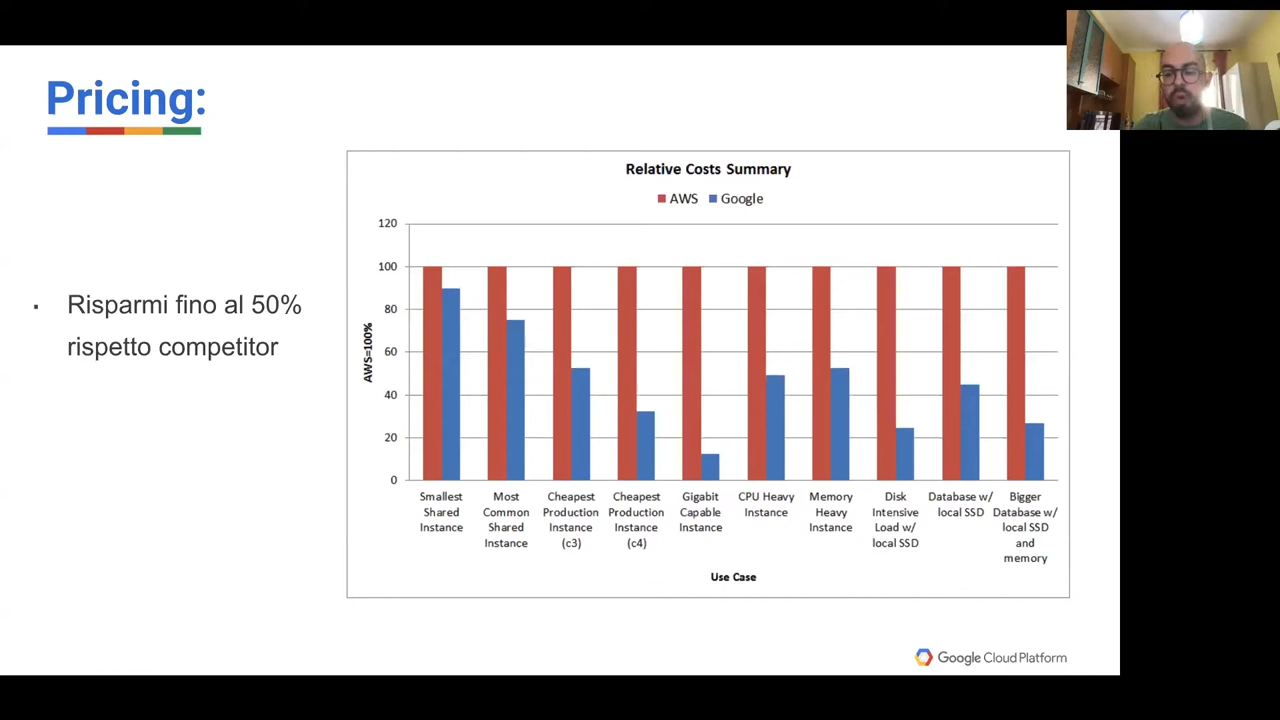 Pricing:
Risparmi fino al 50%
rispetto competitor
Relative Costs Summary
AWS Google
120
100
80
60
40
20
0
AWS=100%
Smallest
Shared
Instance
Most
Common
Shared
Instance
Cheapest
Production
Instance
(c3)
Cheapest
Production
Instance
(c4)
Gigabit
Capable
Instance
CPU Heavy
Instance
Memory
Heavy
Instance
Disk
Intensive
Load w/
local SSD
Database w/
local SSD
Bigger
Database w/
local SSD
and
memory
Use Case
Google Cloud Platform